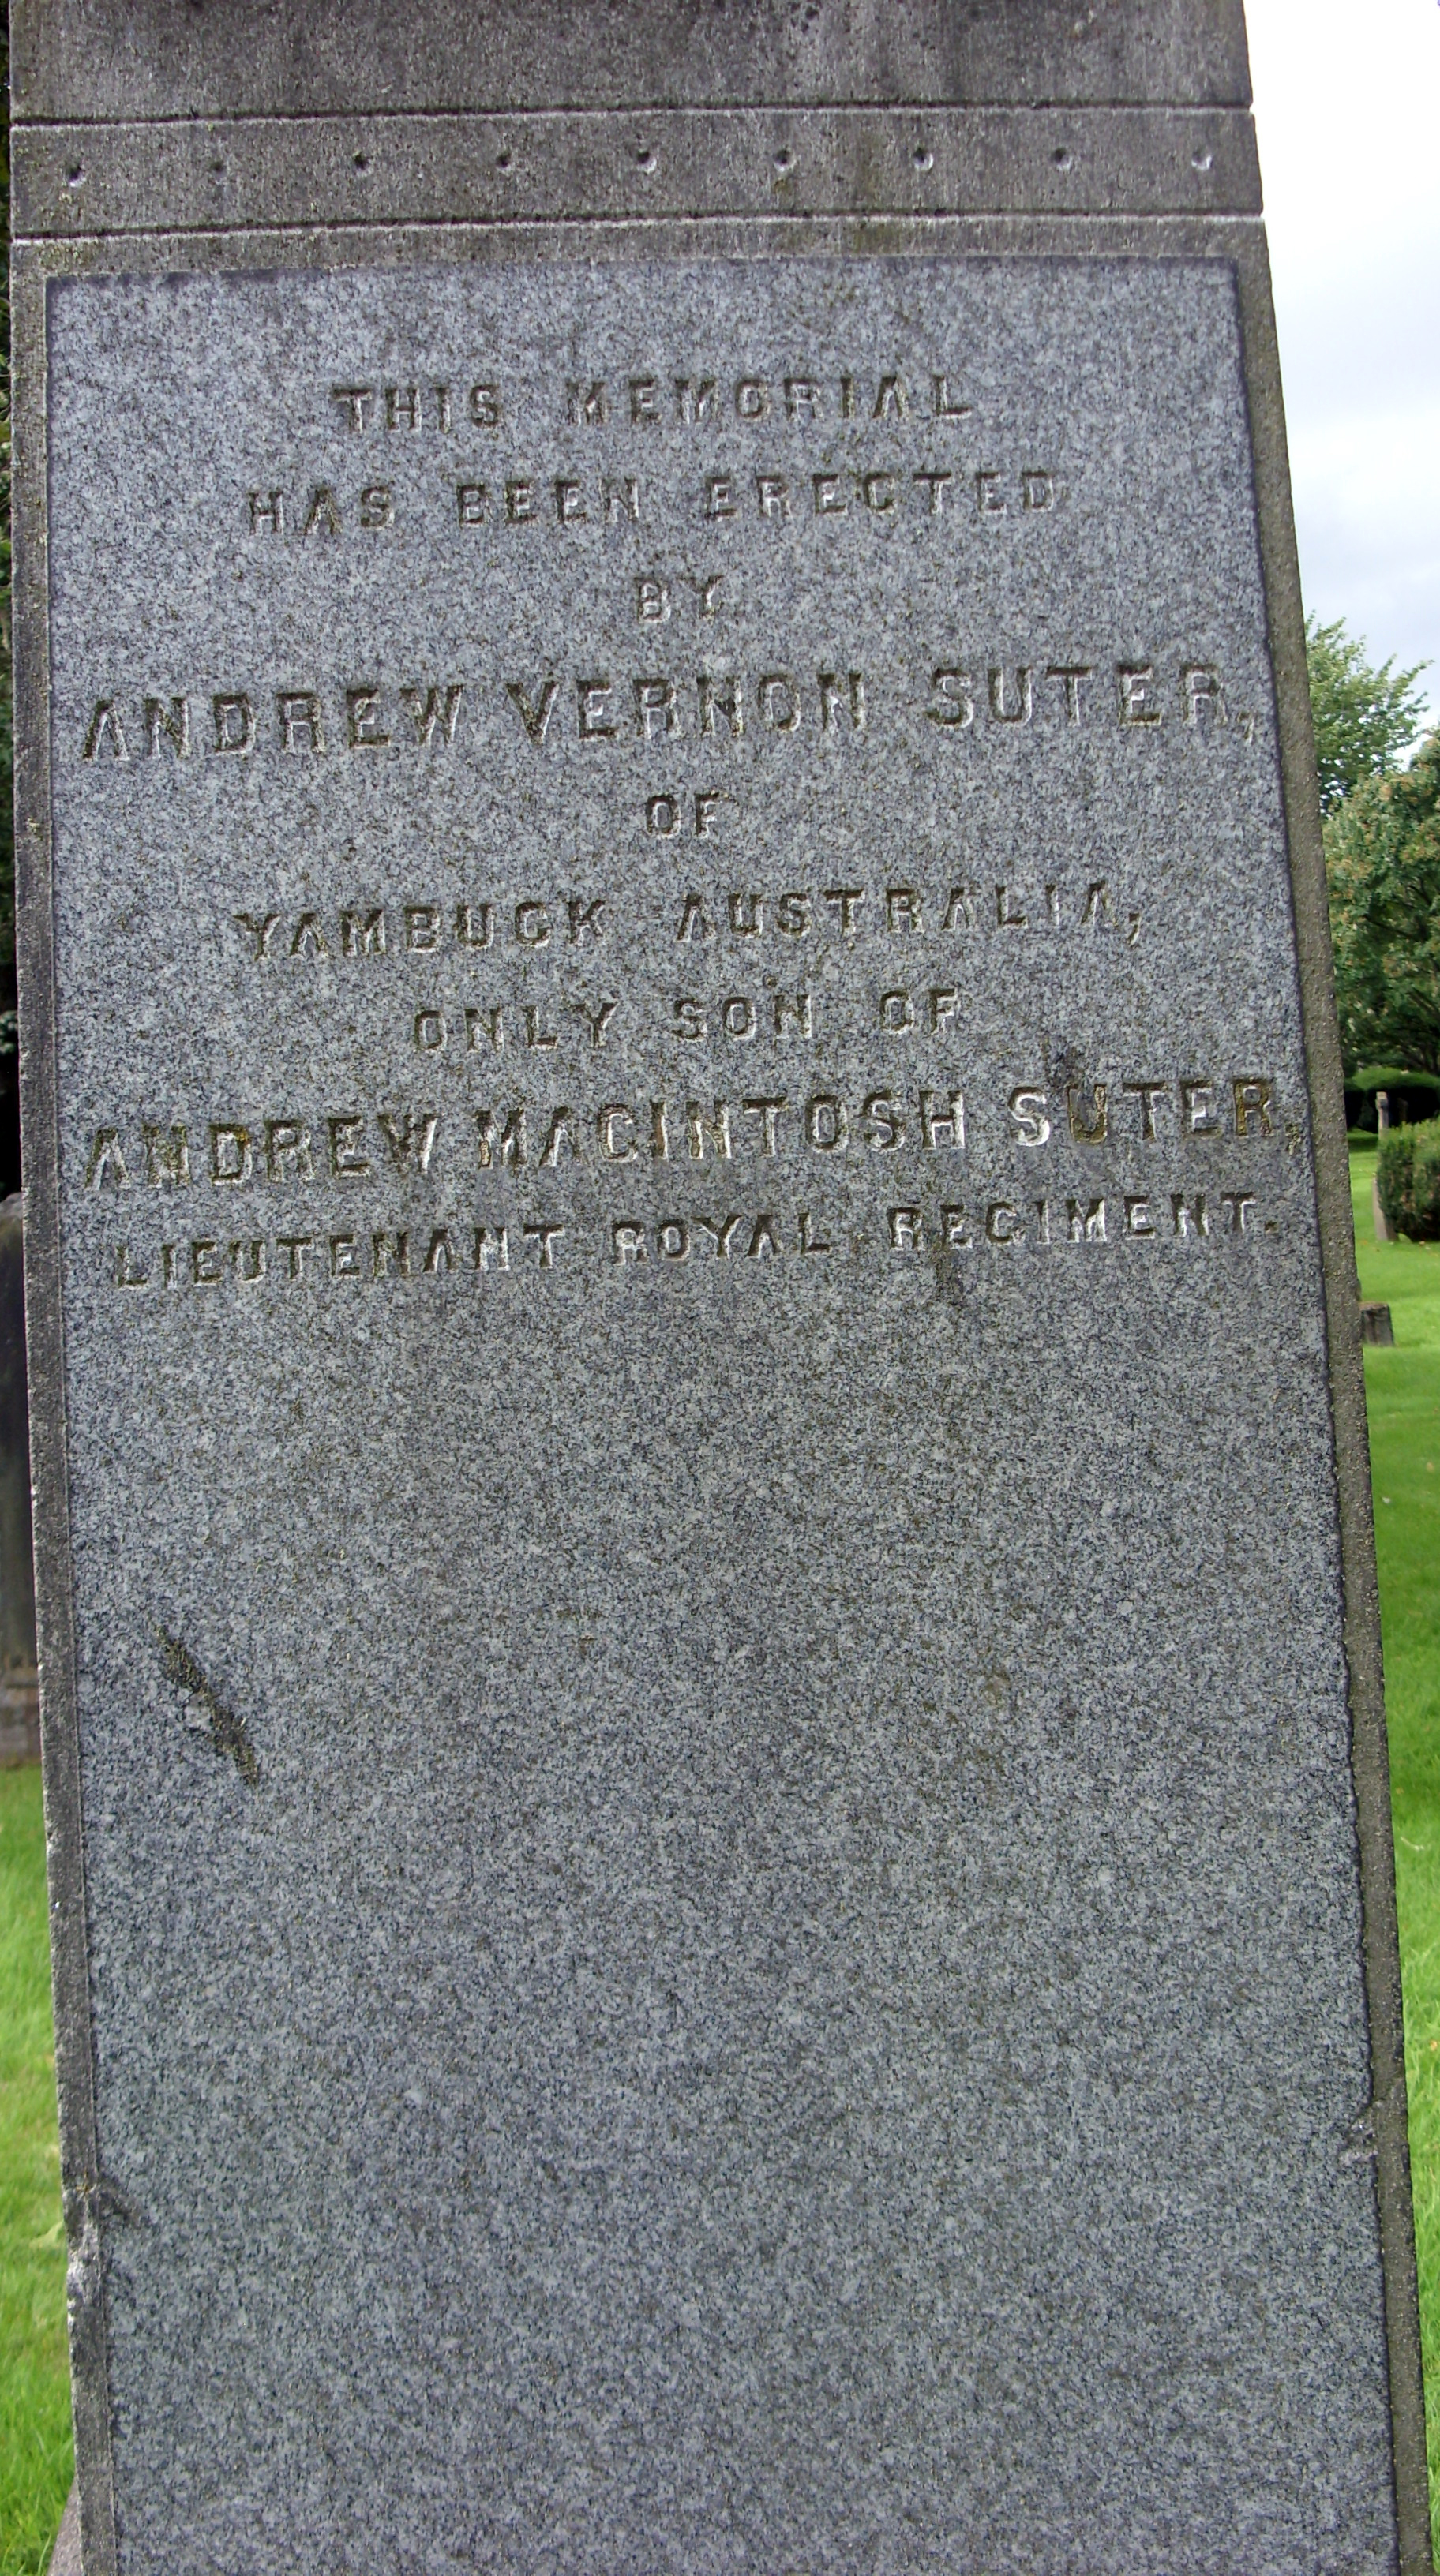 THIS MEMORIAL
HAS BEEN ERECTED
BY
ANDREW VERNON SUTER,
OF
YAMBUCK AUSTRALIA,
ONLY SON OF
ANDREW MACINTOSH SUTER,
LIEUTENANT ROYAL REGIMENT.